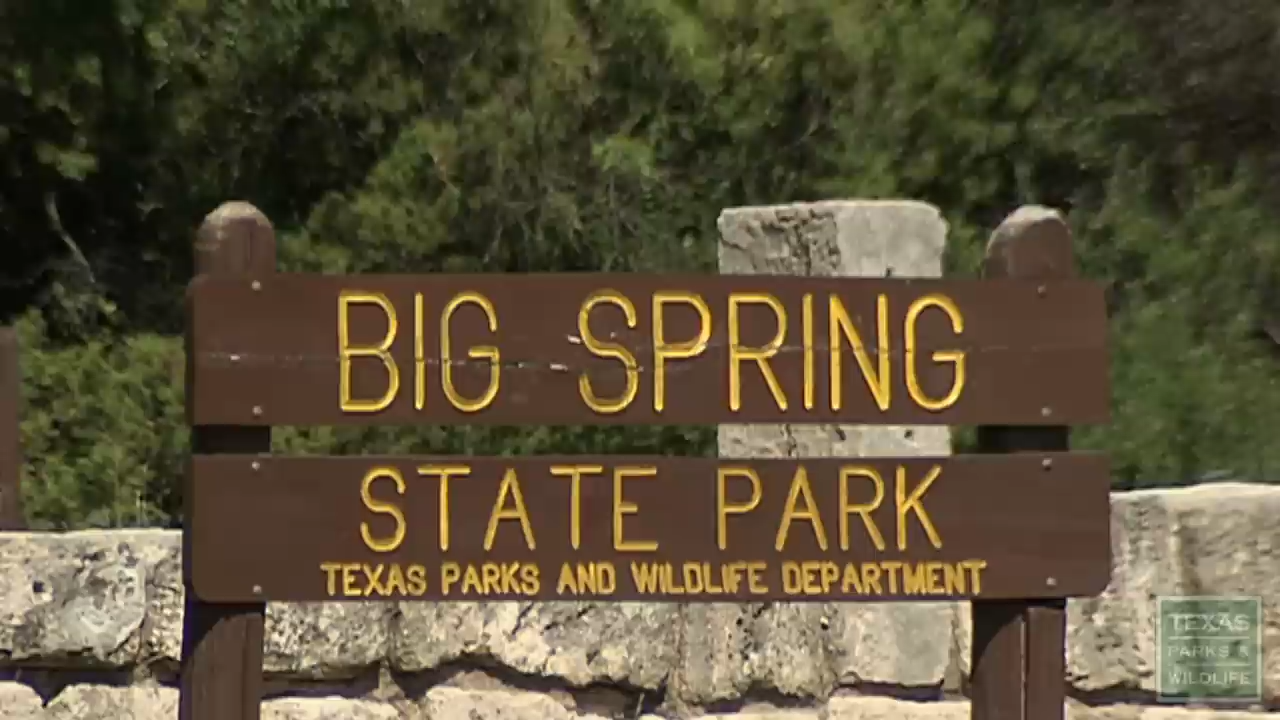 BIG SPRING
STATE PARK
TEXAS PARKS AND WILDLIFE DEPARTMENT
TEXAS
PARKS &
WILDLIFE